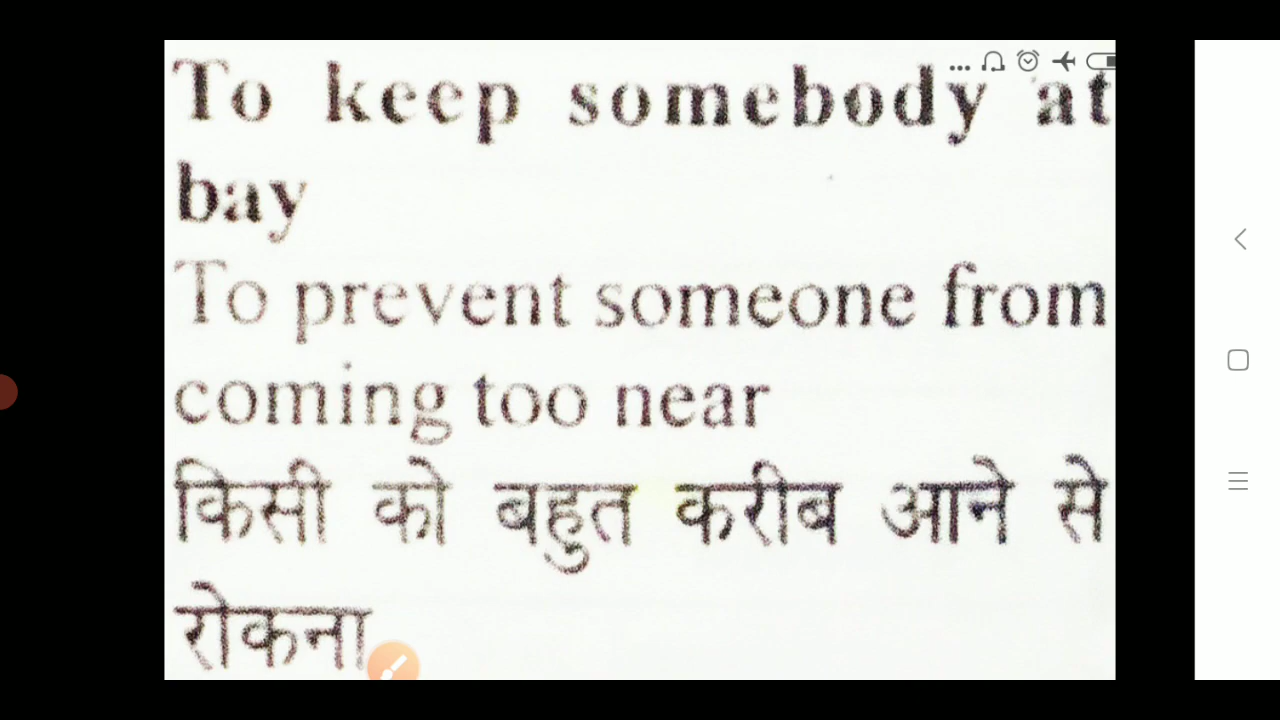 To keep somebody at
bay
To prevent someone from
coming too near
किसी को बहुत करीब आने से
रोकना